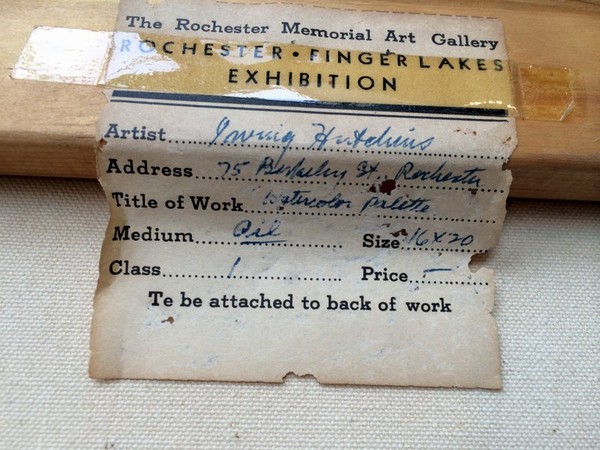 The Rochester Memorial Art Gallery
ROCHESTER • FINGER LAKES
EXHIBITION
Artist Irving Hutchins
Address 75 Berkeley St. Rochester
Title of Work Watercolor Palette
Medium Oil Size 16 x 20
Class 1 Price —
Te be attached to back of work